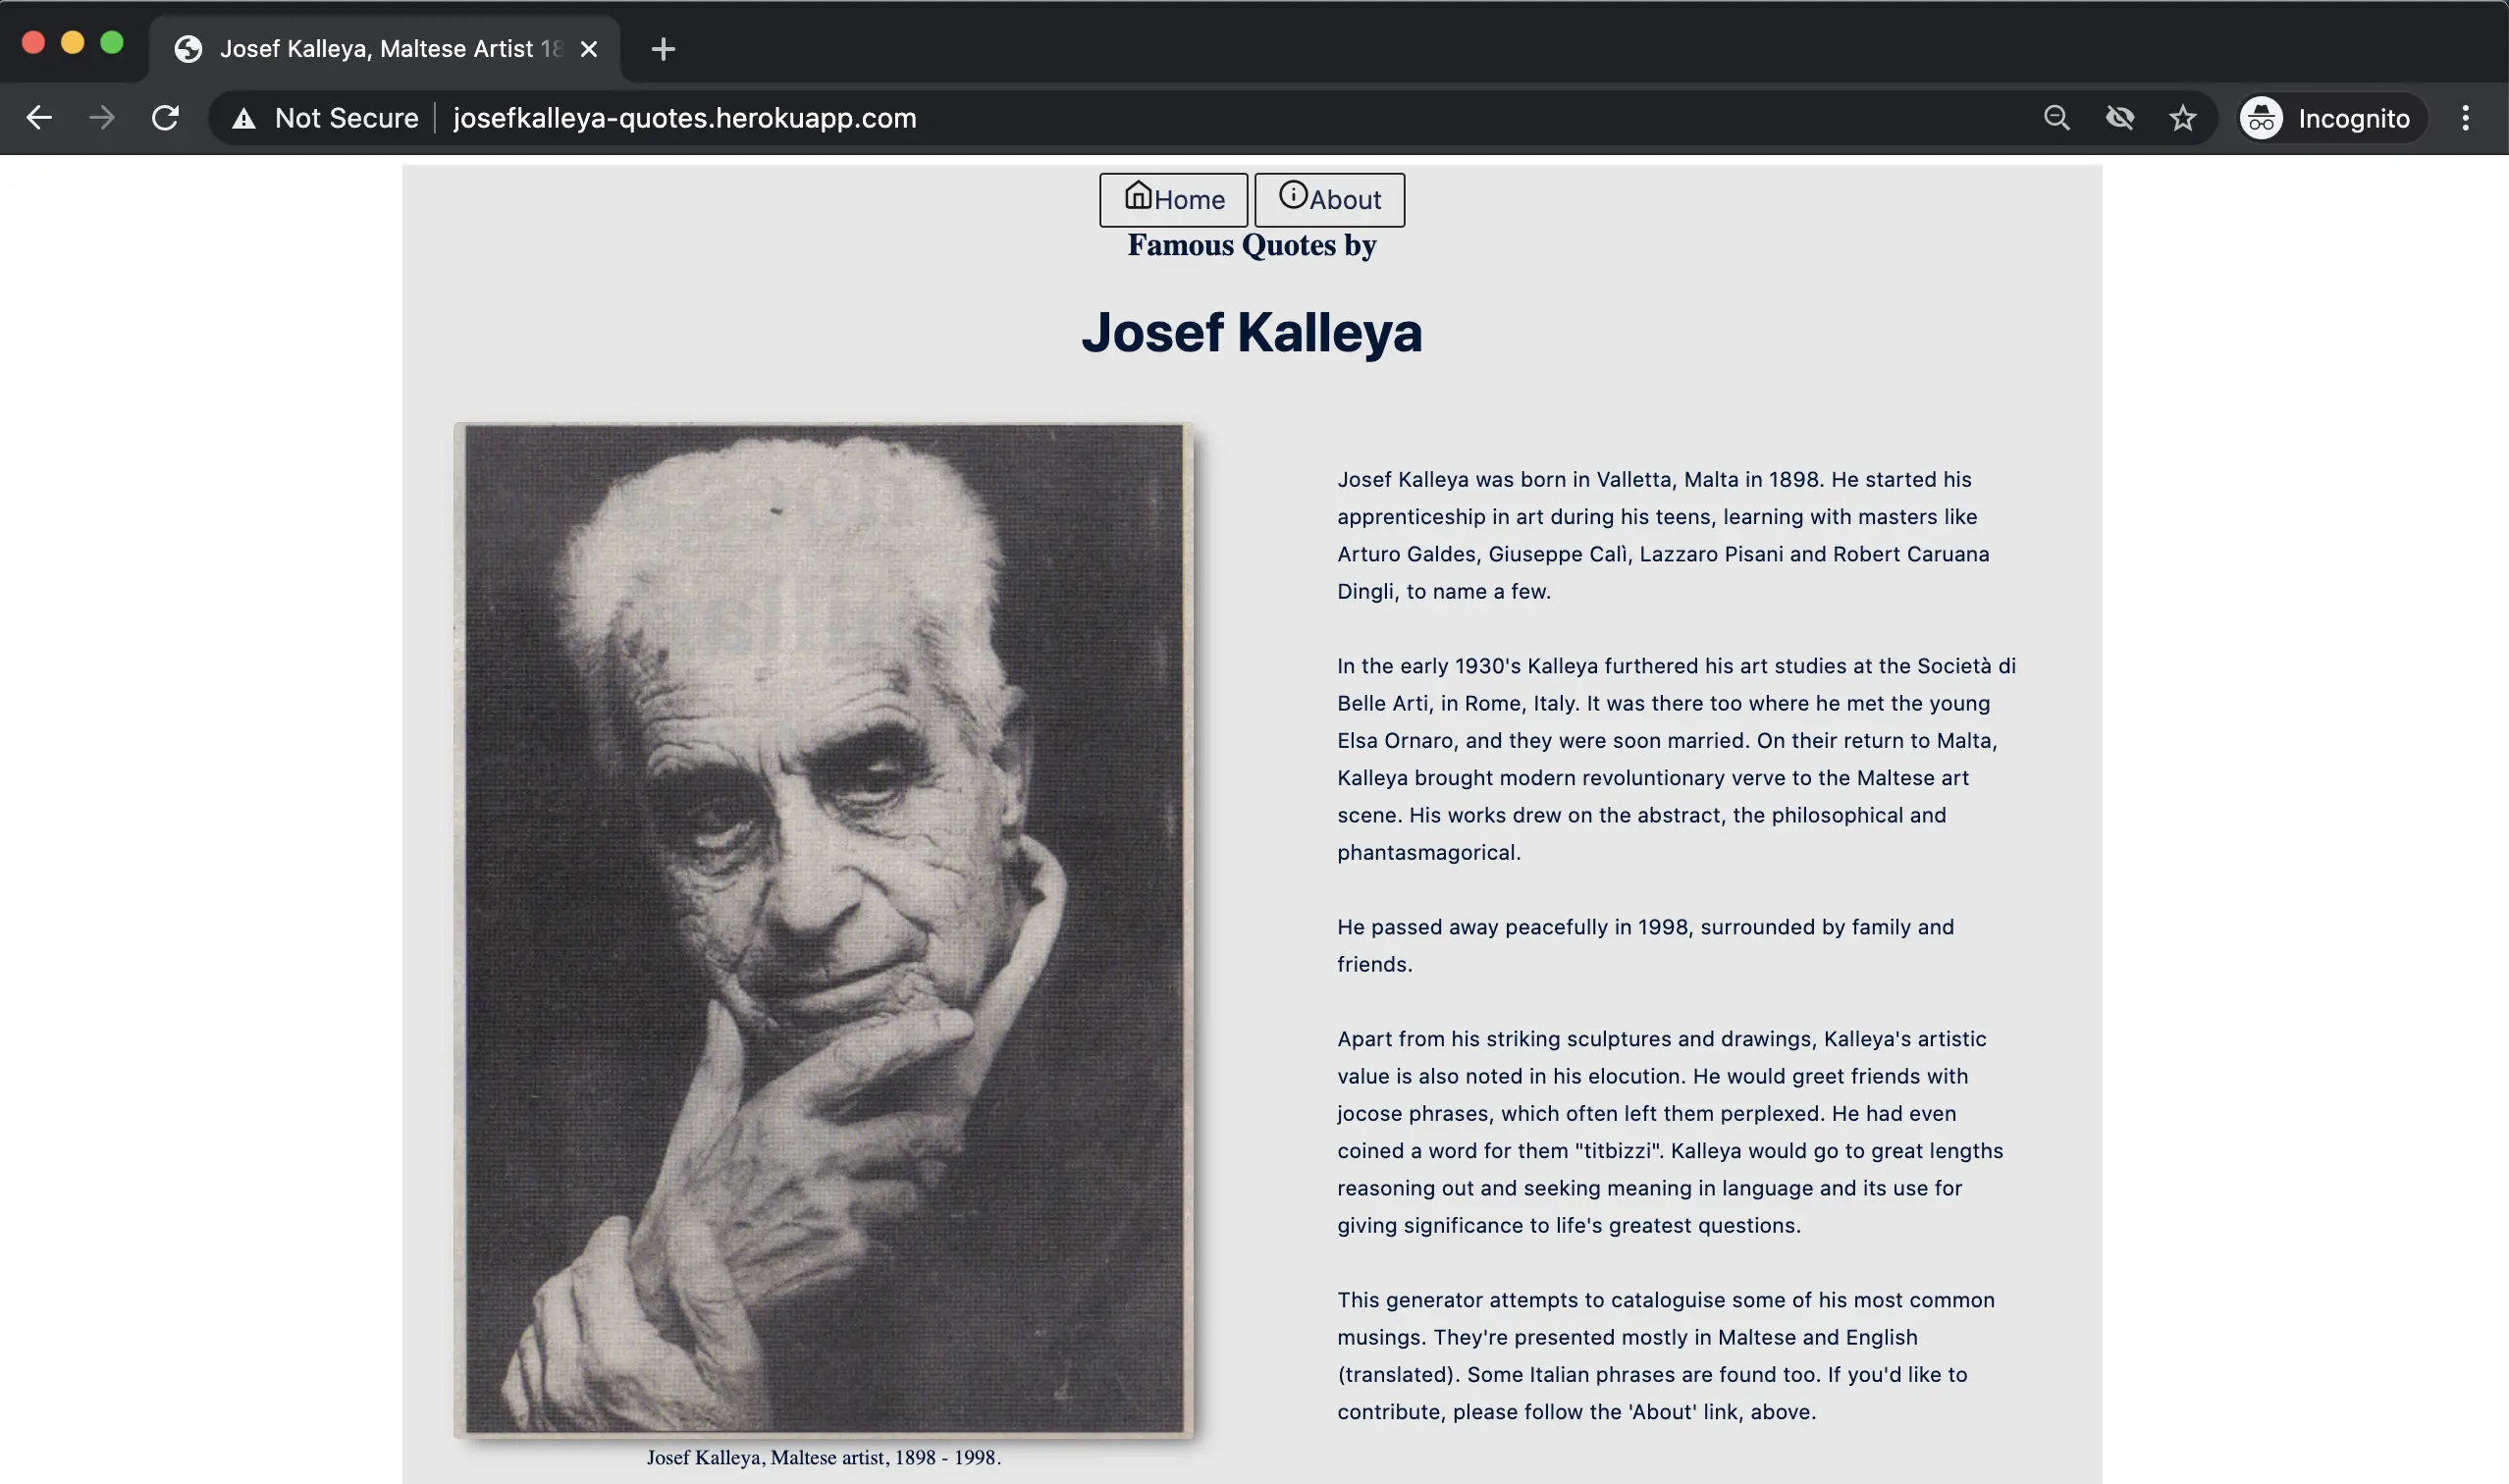 Josef Kalleya, Maltese Artist 18
Not Secure
josefkalleya-quotes.herokuapp.com
Incognito
Home
About
Famous Quotes by
Josef Kalleya
Josef Kalleya was born in Valletta, Malta in 1898. He started his
apprenticeship in art during his teens, learning with masters like
Arturo Galdes, Giuseppe Calì, Lazzaro Pisani and Robert Caruana
Dingli, to name a few.
In the early 1930's Kalleya furthered his art studies at the Società di
Belle Arti, in Rome, Italy. It was there too where he met the young
Elsa Ornaro, and they were soon married. On their return to Malta,
Kalleya brought modern revoluntionary verve to the Maltese art
scene. His works drew on the abstract, the philosophical and
phantasmagorical.
He passed away peacefully in 1998, surrounded by family and
friends.
Apart from his striking sculptures and drawings, Kalleya's artistic
value is also noted in his elocution. He would greet friends with
jocose phrases, which often left them perplexed. He had even
coined a word for them "titbizzi". Kalleya would go to great lengths
reasoning out and seeking meaning in language and its use for
giving significance to life's greatest questions.
This generator attempts to cataloguise some of his most common
musings. They're presented mostly in Maltese and English
(translated). Some Italian phrases are found too. If you'd like to
contribute, please follow the 'About' link, above.
Josef Kalleya, Maltese artist, 1898 - 1998.